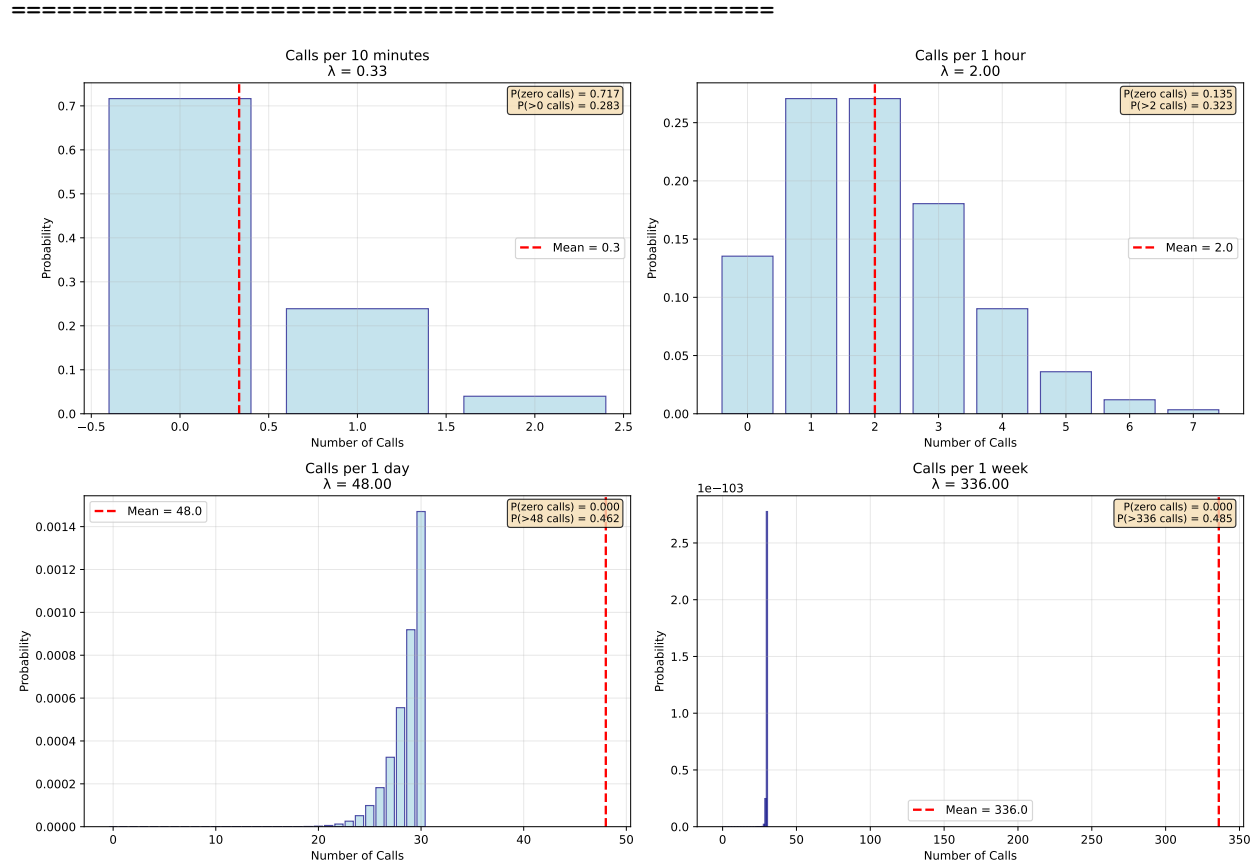 ====================================================
Calls per 10 minutes
λ = 0.33
P(zero calls) = 0.717
P(>0 calls) = 0.283
Mean = 0.3
Probability
0.7
0.6
0.5
0.4
0.3
0.2
0.1
0.0
−0.5 0.0 0.5 1.0 1.5 2.0 2.5
Number of Calls
Calls per 1 hour
λ = 2.00
P(zero calls) = 0.135
P(>2 calls) = 0.323
Mean = 2.0
Probability
0.25
0.20
0.15
0.10
0.05
0.00
0 1 2 3 4 5 6 7
Number of Calls
Calls per 1 day
λ = 48.00
Mean = 48.0
P(zero calls) = 0.000
P(>48 calls) = 0.462
Probability
0.0014
0.0012
0.0010
0.0008
0.0006
0.0004
0.0002
0.0000
0 10 20 30 40 50
Number of Calls
Calls per 1 week
λ = 336.00
1e−103
P(zero calls) = 0.000
P(>336 calls) = 0.485
Probability
2.5
2.0
1.5
1.0
0.5
0.0
Mean = 336.0
0 50 100 150 200 250 300 350
Number of Calls